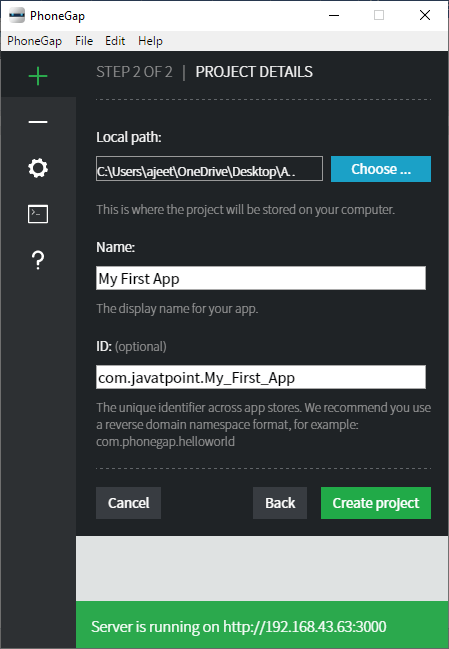 PhoneGap
PhoneGap File Edit Help
STEP 2 OF 2 | PROJECT DETAILS
Local path:
C:\Users\ajeet\OneDrive\Desktop\A..
Choose ...
This is where the project will be stored on your computer.
Name:
My First App
The display name for your app.
ID: (optional)
com.javatpoint.My_First_App
The unique identifier across app stores. We recommend you use
a reverse domain namespace format, for example:
com.phonegap.helloworld
Cancel Back Create project
Server is running on http://192.168.43.63:3000